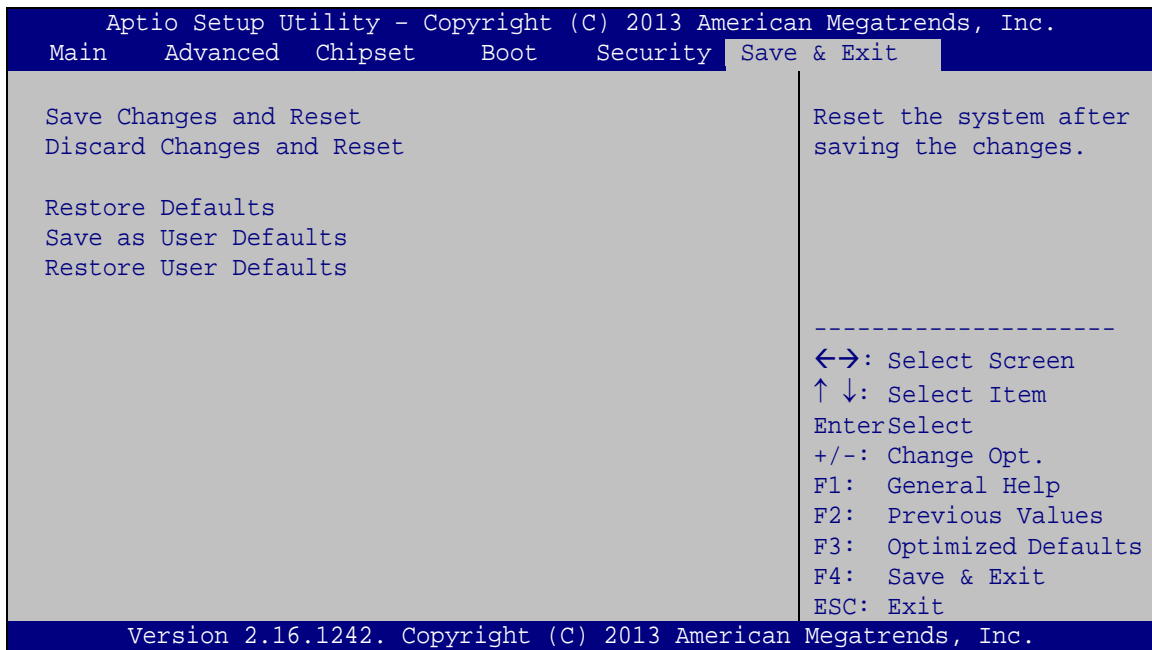 Aptio Setup Utility – Copyright (C) 2013 American Megatrends, Inc.
Main Advanced Chipset Boot Security Save & Exit
Save Changes and Reset
Discard Changes and Reset
Restore Defaults
Save as User Defaults
Restore User Defaults
Reset the system after
saving the changes.
---------------------
←→: Select Screen
↑ ↓: Select Item
EnterSelect
+/-: Change Opt.
F1: General Help
F2: Previous Values
F3: Optimized Defaults
F4: Save & Exit
ESC: Exit
Version 2.16.1242. Copyright (C) 2013 American Megatrends, Inc.